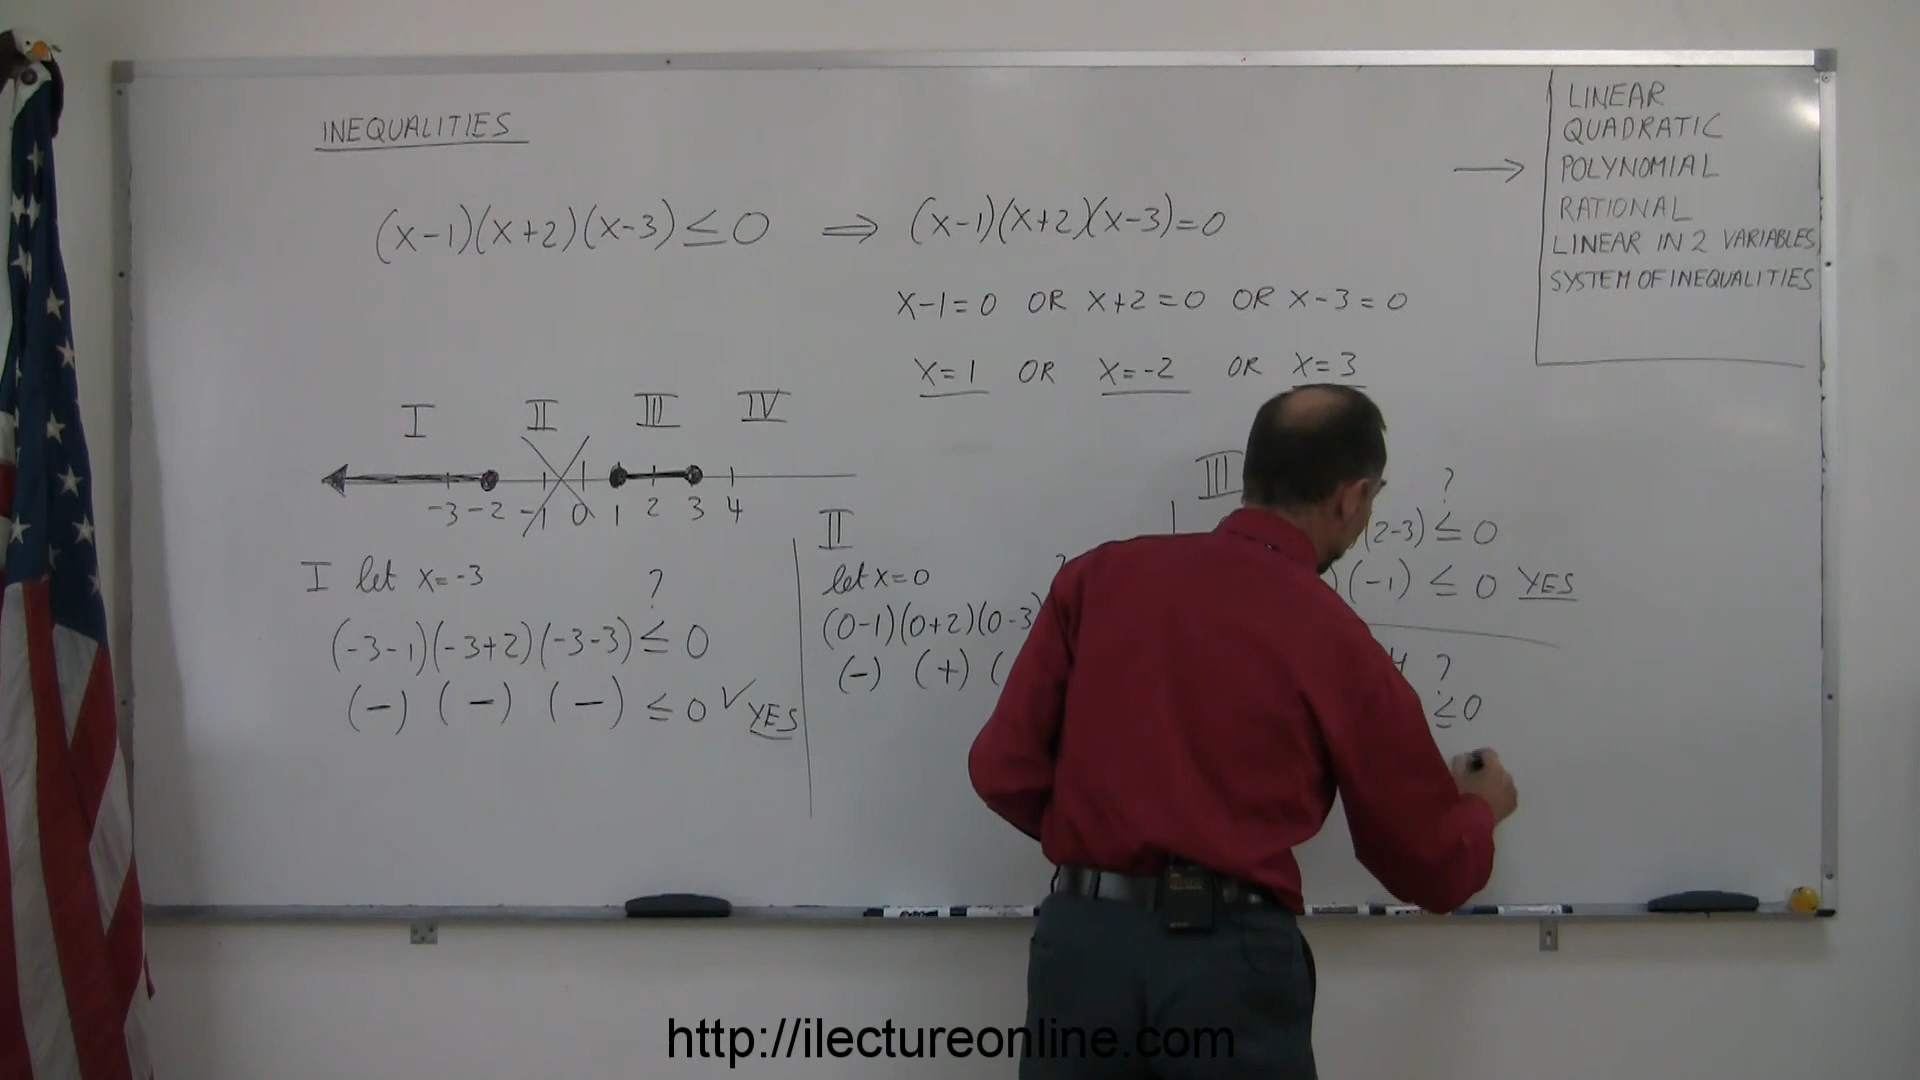 INEQUALITIES
(x-1)(x+2)(x-3)≤0 ⇒ (x-1)(x+2)(x-3)=0
x-1=0 OR x+2=0 OR x-3=0
x=1 OR x=-2 OR x=3
→ LINEAR
QUADRATIC
POLYNOMIAL
RATIONAL
LINEAR IN 2 VARIABLES
SYSTEM OF INEQUALITIES
I II III IV
-3 -2 -1 0 1 2 3 4
I let x=-3
?
(-3-1)(-3+2)(-3-3)≤0
(-) (-) (-) ≤0 ✓ YES
II
let x=0
(0-1)(0+2)(0-3)
(-) (+) (
III
?
(2-3)≤0
(-1) ≤0 YES
4 ?
≤0
http://ilectureonline.com